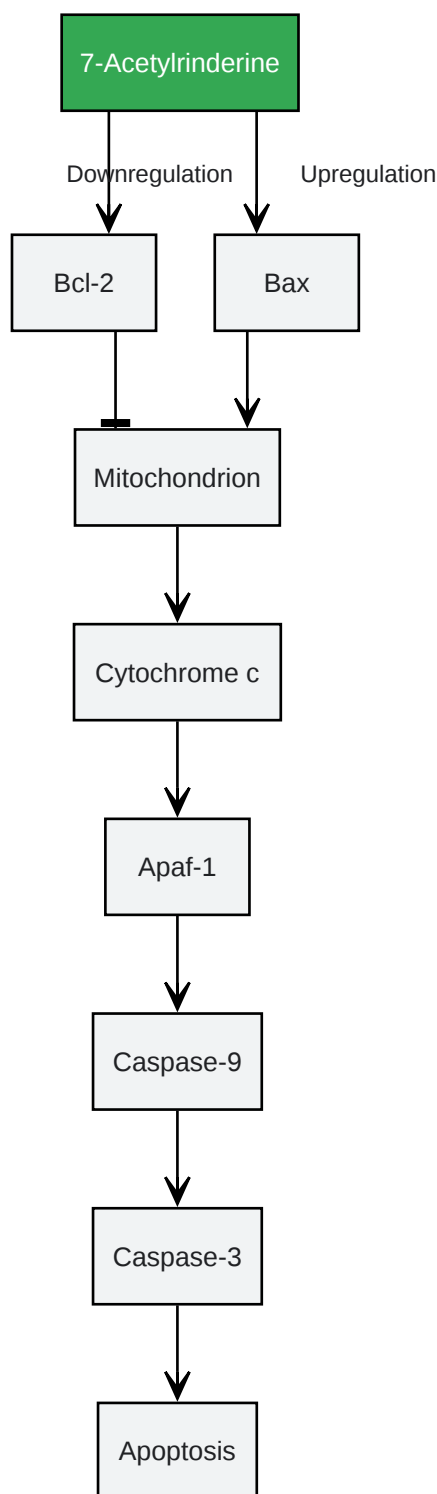 7-Acetylrinderine
Downregulation
Upregulation
Bcl-2
Bax
Mitochondrion
Cytochrome c
Apaf-1
Caspase-9
Caspase-3
Apoptosis